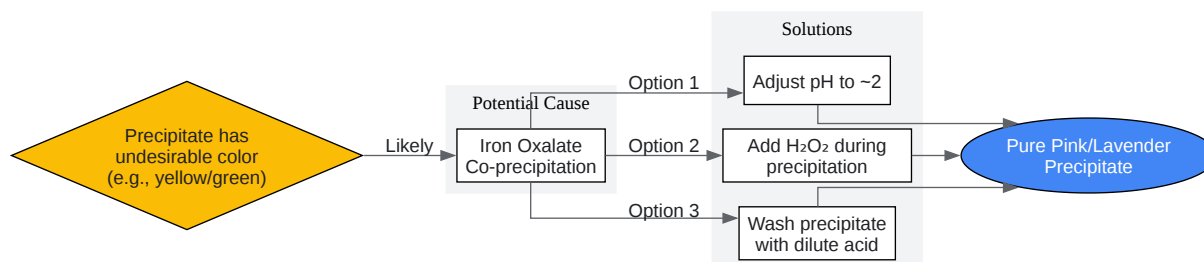 Solutions
Option 1
Adjust pH to ~2
Potential Cause
Precipitate has
undesirable color
(e.g., yellow/green)
Likely
Iron Oxalate
Co-precipitation
Option 2
Add H₂O₂ during
precipitation
Pure Pink/Lavender
Precipitate
Option 3
Wash precipitate
with dilute acid